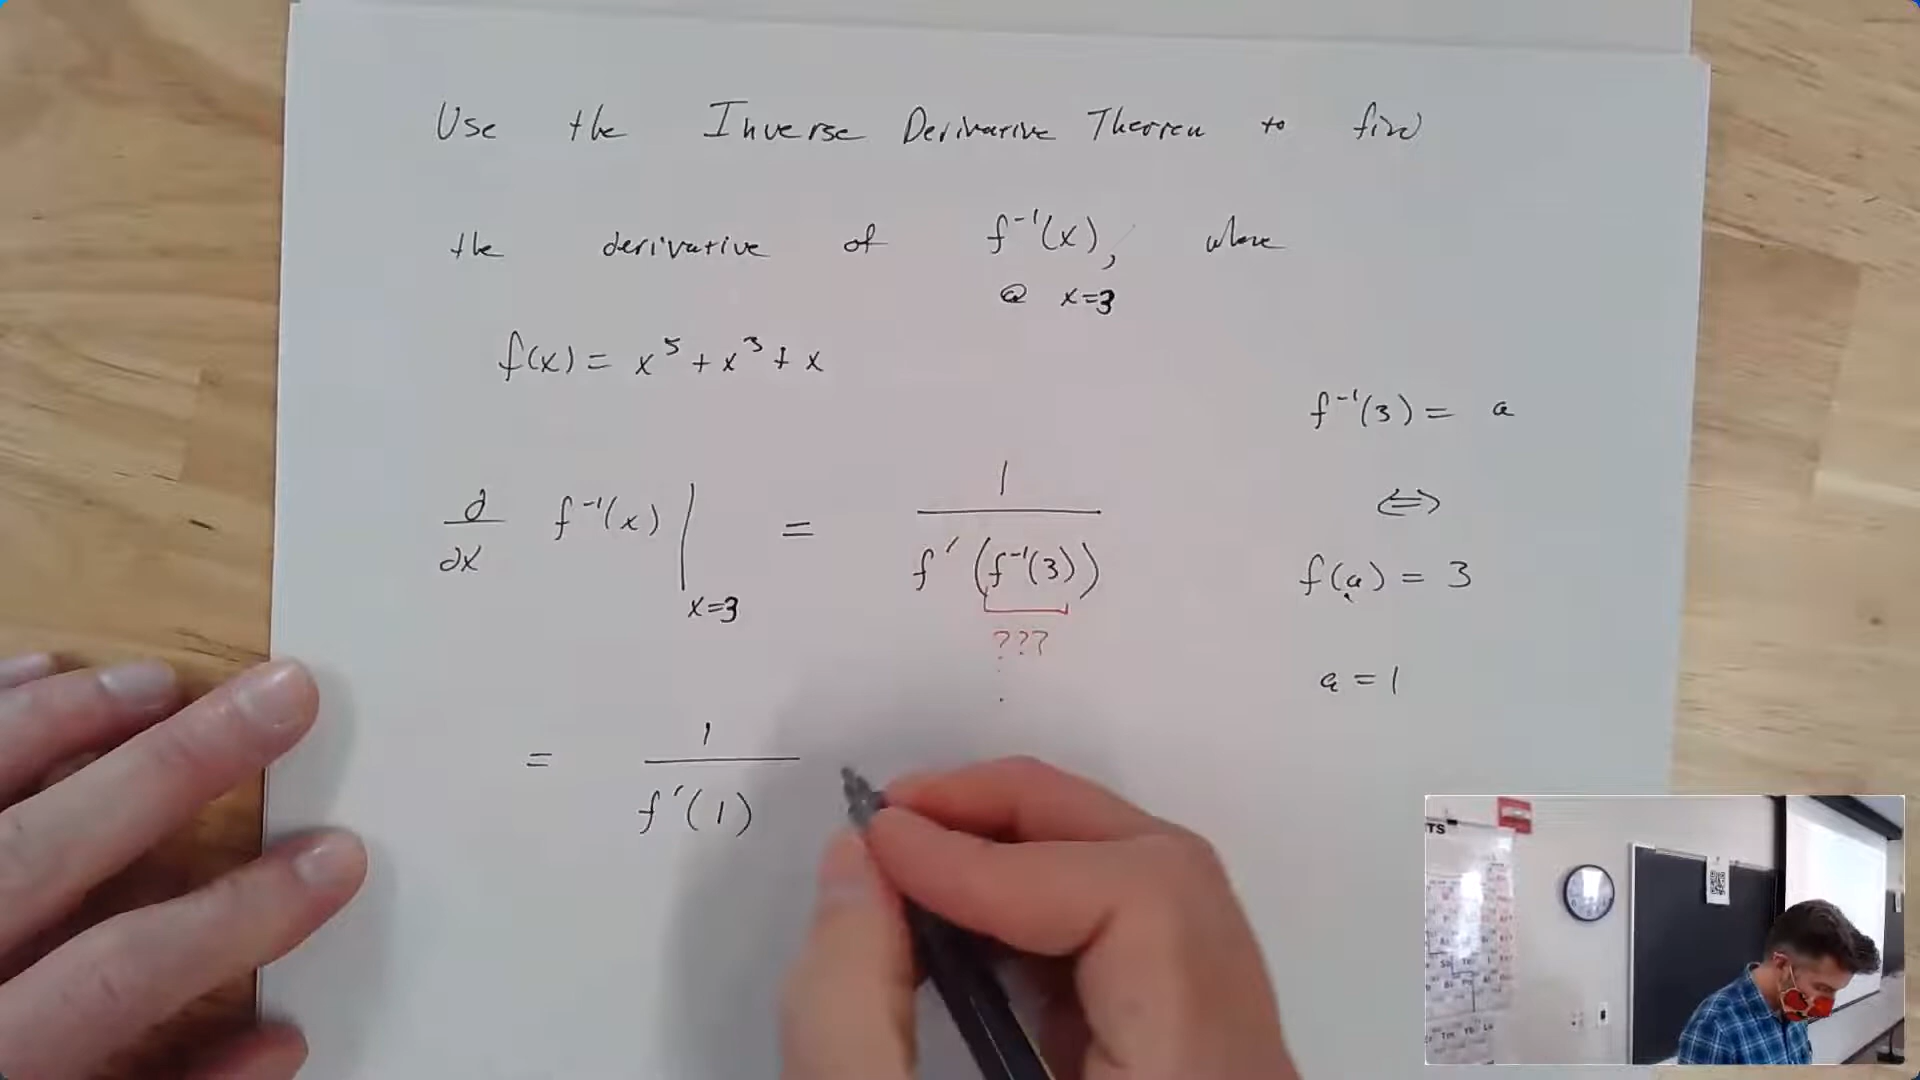 Use the Inverse Derivative Theorem to find
the derivative of f⁻¹(x), where
@ x=3
f(x) = x⁵ + x³ + x
f⁻¹(3) = a
⇔
f(a) = 3
a = 1
d/dx f⁻¹(x) |ₓ₌₃ = 1 / f′(f⁻¹(3))
???
= 1 / f′(1)
TS